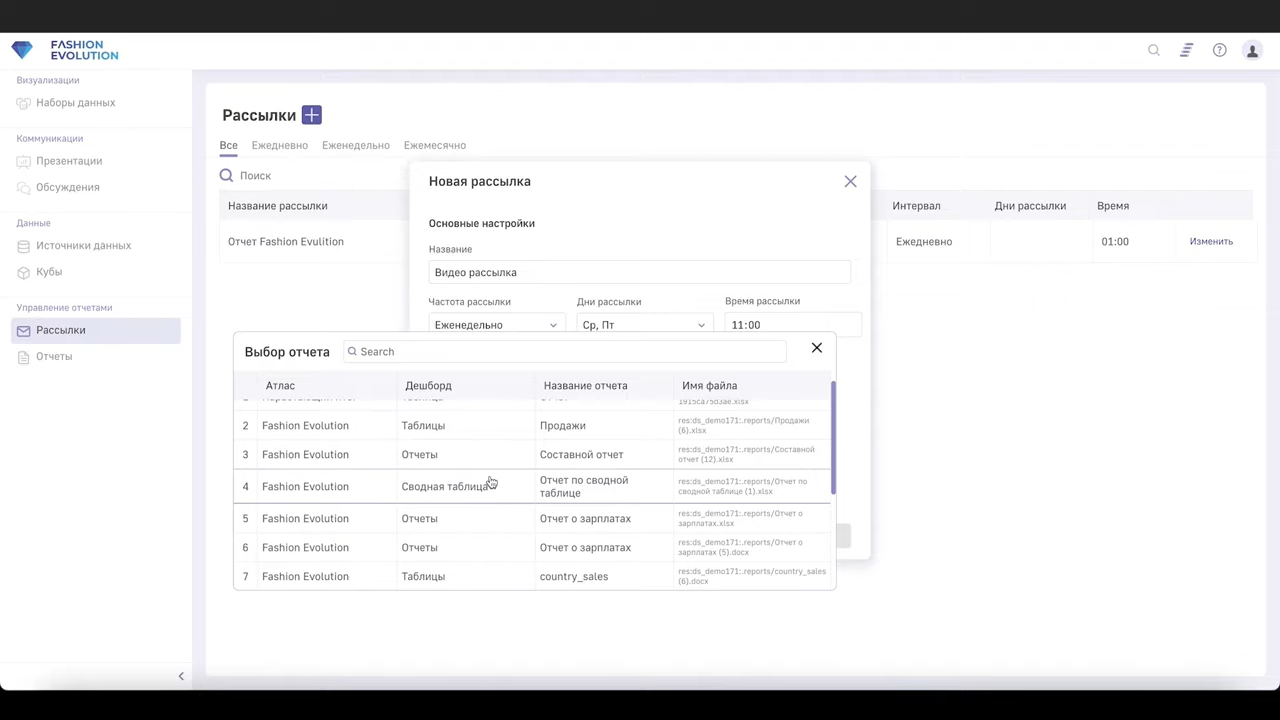 FASHION
EVOLUTION
Визуализации
Наборы данных
Коммуникации
Презентации
Обсуждения
Данные
Источники данных
Кубы
Управление отчетами
Рассылки
Отчеты
Рассылки
Все Ежедневно Еженедельно Ежемесячно
Поиск
Название рассылки Интервал Дни рассылки Время
Отчет Fashion Evulition Ежедневно 01:00 Изменить
Новая рассылка
Основные настройки
Название
Видео рассылка
Частота рассылки Дни рассылки Время рассылки
Еженедельно Ср, Пт 11:00
Выбор отчета Search
Атлас Дешборд Название отчета Имя файла
1915ca75d3ae.xlsx
2 Fashion Evolution Таблицы Продажи res:ds_demo171:.reports/Продажи
(6).xlsx
3 Fashion Evolution Отчеты Составной отчет res:ds_demo171:.reports/Составной
отчет (12).xlsx
4 Fashion Evolution Сводная таблица Отчет по сводной
таблице res:ds_demo171:.reports/Отчет по
сводной таблице (1).xlsx
5 Fashion Evolution Отчеты Отчет о зарплатах res:ds_demo171:.reports/Отчет о
зарплатах.xlsx
6 Fashion Evolution Отчеты Отчет о зарплатах res:ds_demo171:.reports/Отчет о
зарплатах (5).docx
7 Fashion Evolution Таблицы country_sales res:ds_demo171:.reports/country_sales
(6).docx